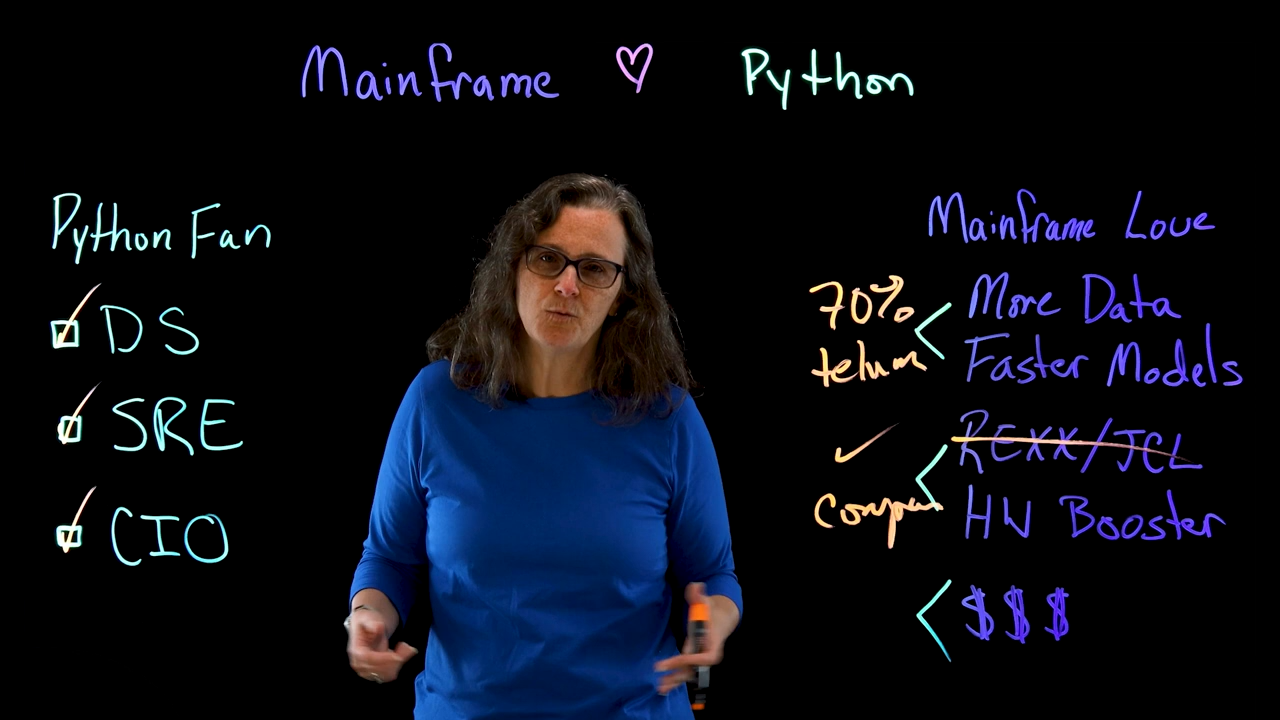 Mainframe ♡ Python
Python Fan
DS
SRE
CIO
Mainframe Love
70%
More Data
telum
Faster Models
REXX/JCL
HW Booster
$$$